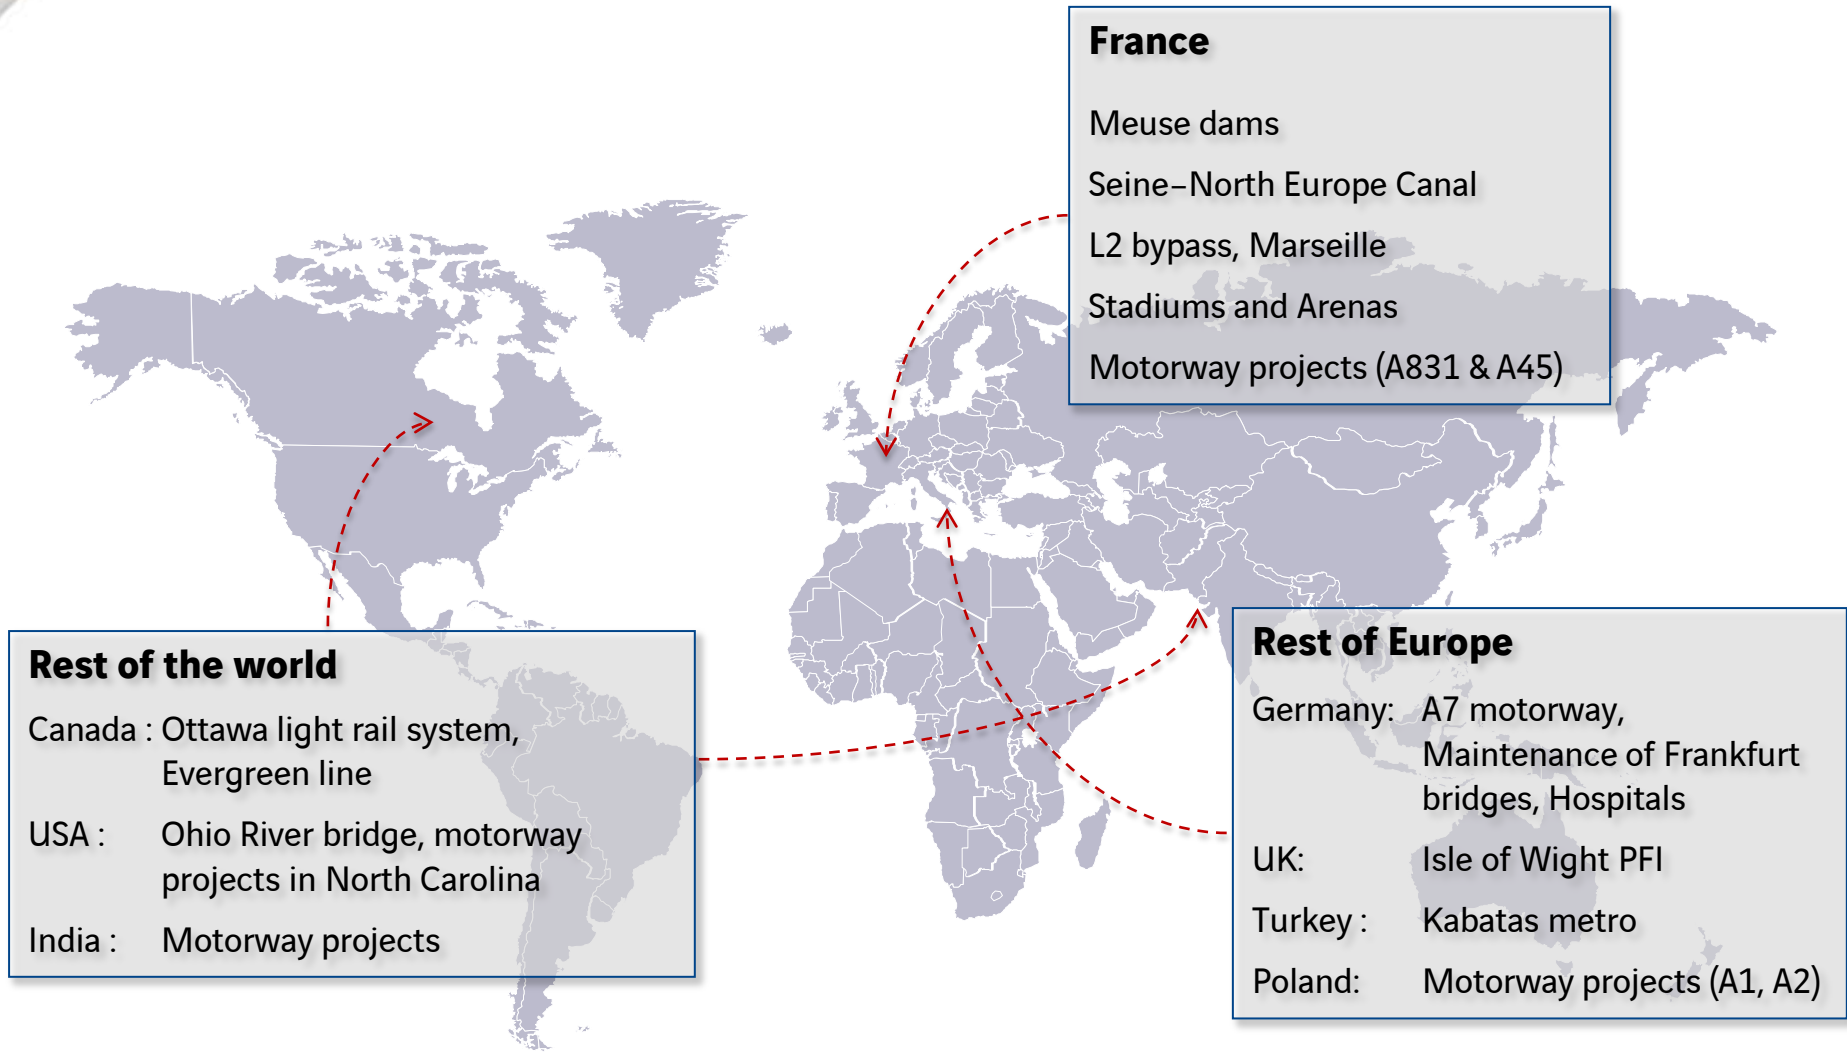 France
Meuse dams
Seine–North Europe Canal
L2 bypass, Marseille
Stadiums and Arenas
Motorway projects (A831 & A45)
Rest of the world
Canada : Ottawa light rail system,
Evergreen line
USA : Ohio River bridge, motorway
projects in North Carolina
India : Motorway projects
Rest of Europe
Germany: A7 motorway,
Maintenance of Frankfurt
bridges, Hospitals
UK: Isle of Wight PFI
Turkey : Kabatas metro
Poland: Motorway projects (A1, A2)